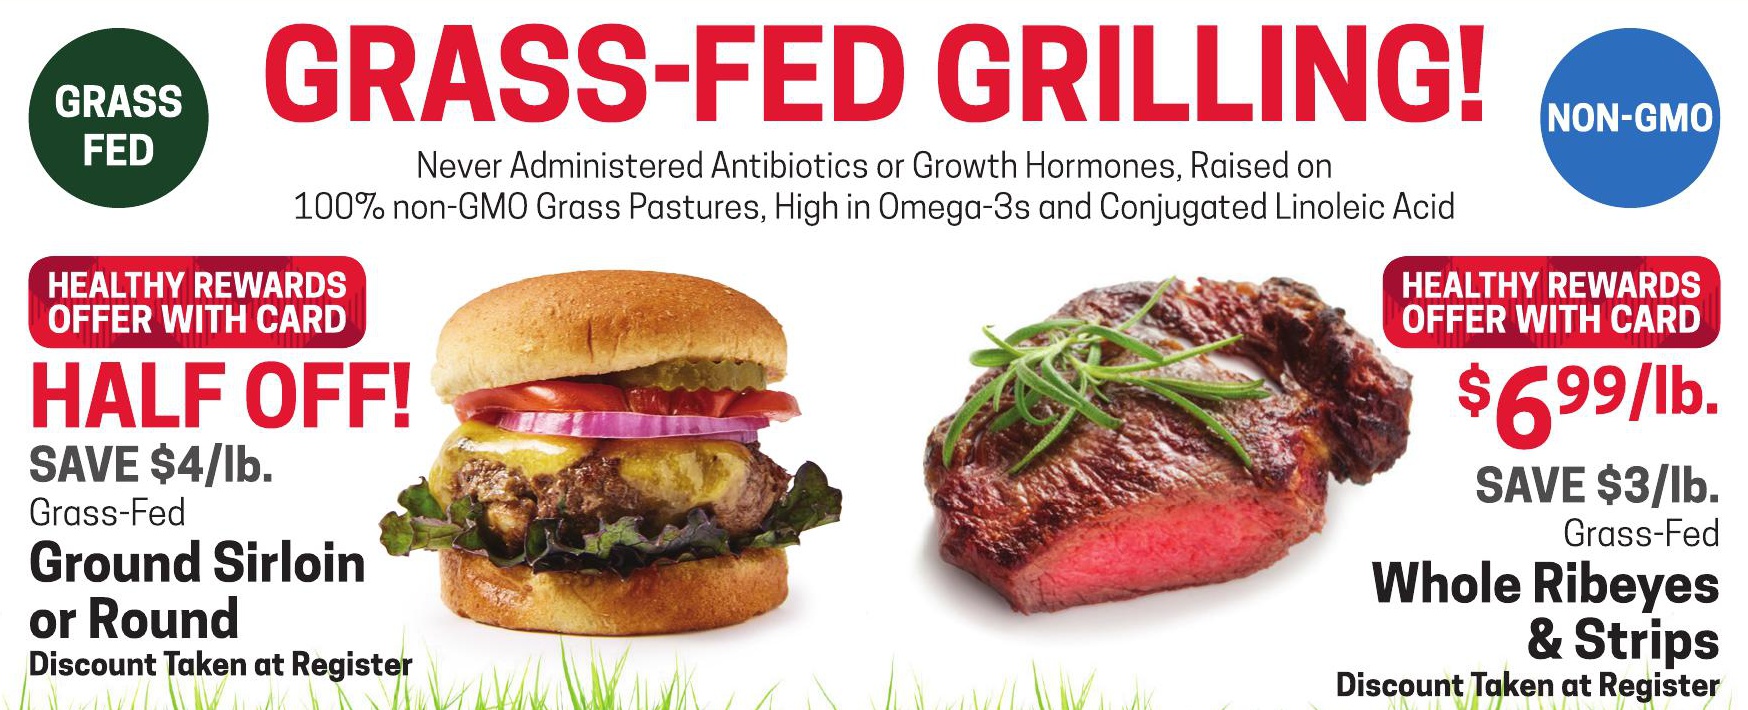 GRASS
FED
GRASS-FED GRILLING!
NON-GMO
Never Administered Antibiotics or Growth Hormones, Raised on
100% non-GMO Grass Pastures, High in Omega-3s and Conjugated Linoleic Acid
HEALTHY REWARDS
OFFER WITH CARD
HALF OFF!
SAVE $4/lb.
Grass-Fed
Ground Sirloin
or Round
Discount Taken at Register
HEALTHY REWARDS
OFFER WITH CARD
$6 99/lb.
SAVE $3/lb.
Grass-Fed
Whole Ribeyes
& Strips
Discount Taken at Register